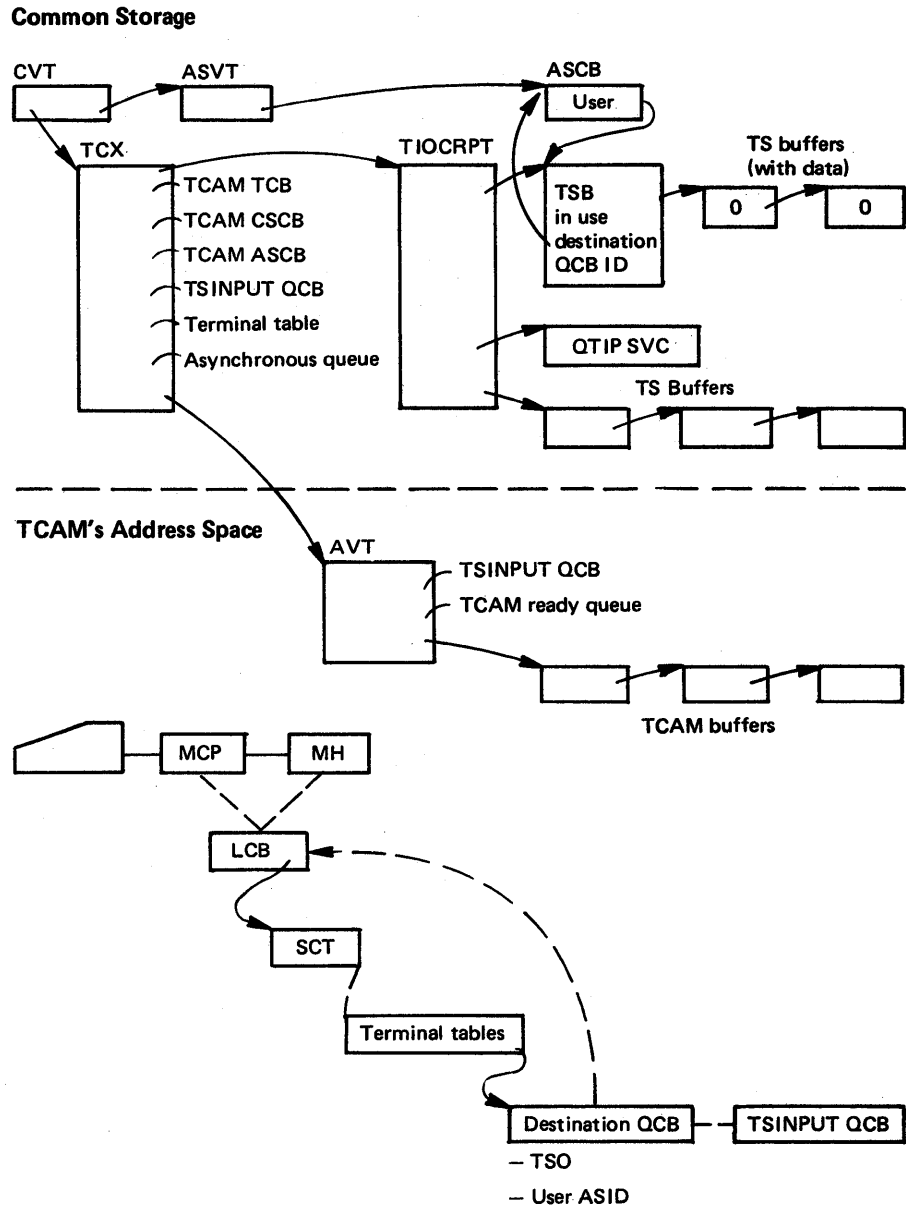 Common Storage
CVT
ASVT
ASCB
User
TCX
TIOCRPT
TS buffers
(with data)
TCAM TCB
TCAM CSCB
TCAM ASCB
TSINPUT QCB
Terminal table
Asynchronous queue
TSB
in use
destination
QCB ID
0
0
QTIP SVC
TS Buffers
TCAM's Address Space
AVT
TSINPUT QCB
TCAM ready queue
TCAM buffers
MCP
MH
LCB
SCT
Terminal tables
Destination QCB
TSINPUT QCB
– TSO
– User ASID